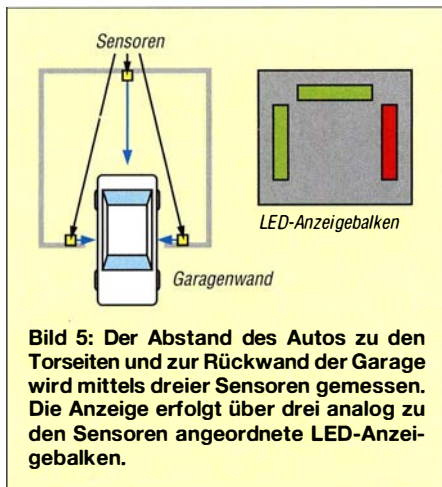 Sensoren
LED-Anzeigebalken
Garagenwand
Bild 5: Der Abstand des Autos zu den
Torseiten und zur Rückwand der Garage
wird mittels dreier Sensoren gemessen.
Die Anzeige erfolgt über drei analog zu
den Sensoren angeordnete LED-Anzei-
gebalken.